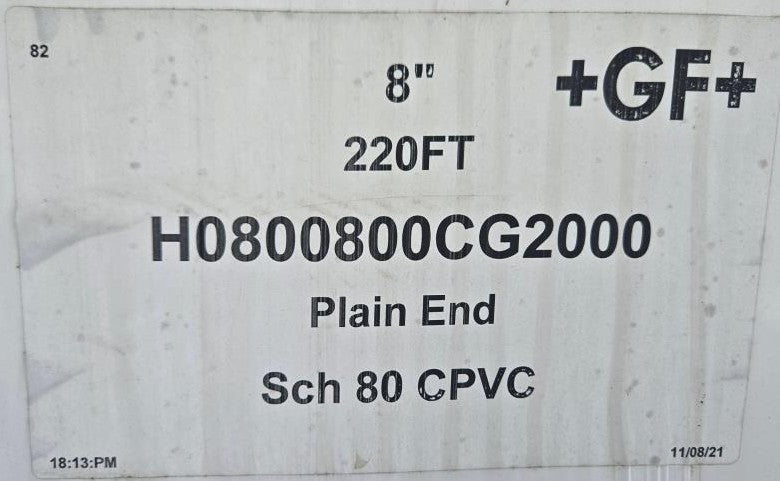 82
8"
+GF+
220FT
H0800800CG2000
Plain End
Sch 80 CPVC
18:13:PM
11/08/21